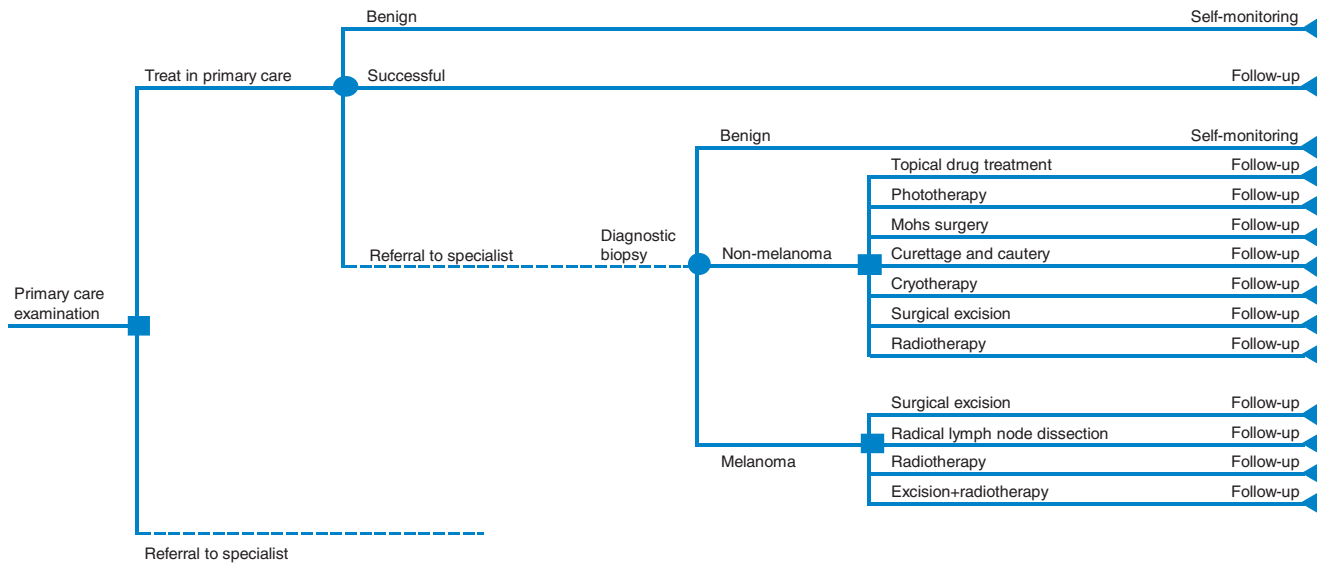 Benign
Self-monitoring
Treat in primary care
Successful
Follow-up
Benign
Self-monitoring
Topical drug treatment
Follow-up
Phototherapy
Follow-up
Mohs surgery
Follow-up
Referral to specialist
Diagnostic
biopsy
Non-melanoma
Curettage and cautery
Follow-up
Cryotherapy
Follow-up
Primary care
examination
Surgical excision
Follow-up
Radiotherapy
Follow-up
Surgical excision
Follow-up
Radical lymph node dissection
Follow-up
Melanoma
Radiotherapy
Follow-up
Excision+radiotherapy
Follow-up
Referral to specialist